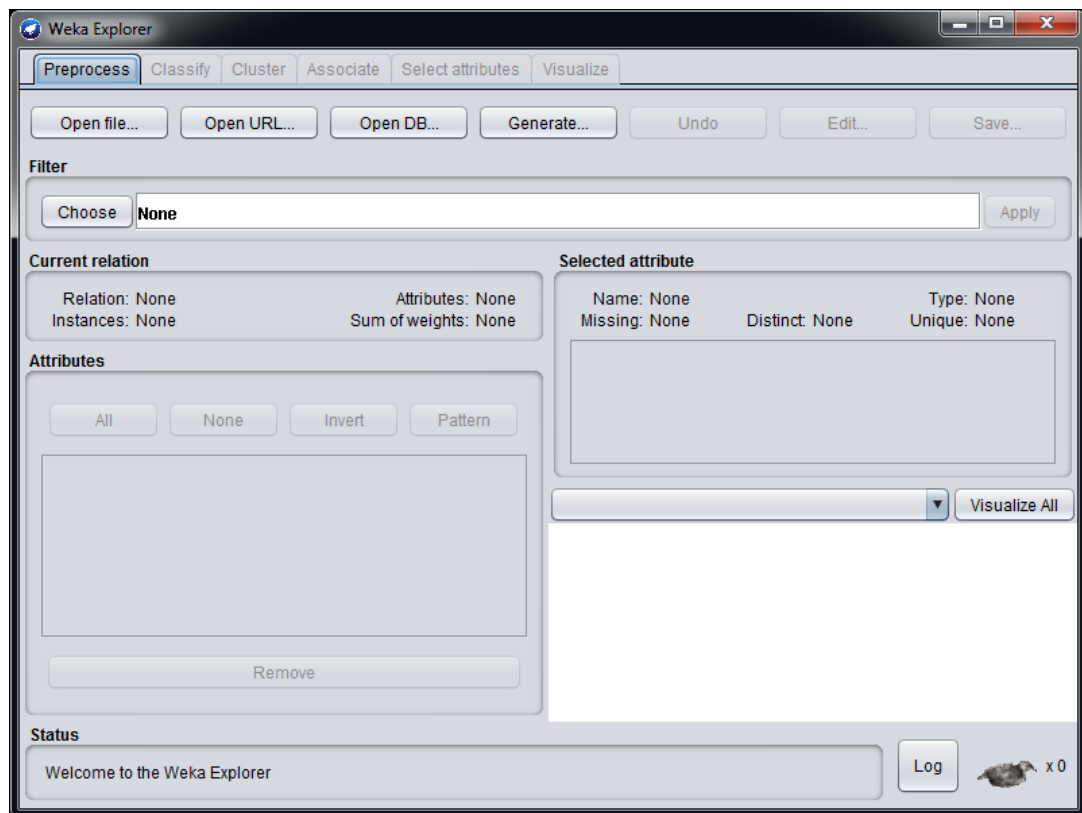 Weka Explorer
Preprocess Classify Cluster Associate Select attributes Visualize
Open file... Open URL... Open DB... Generate... Undo Edit... Save...
Filter
Choose None Apply
Current relation
Relation: None Attributes: None
Instances: None Sum of weights: None
Selected attribute
Name: None Type: None
Missing: None Distinct: None Unique: None
Attributes
All None Invert Pattern
Remove
Visualize All
Status
Welcome to the Weka Explorer
Log x 0